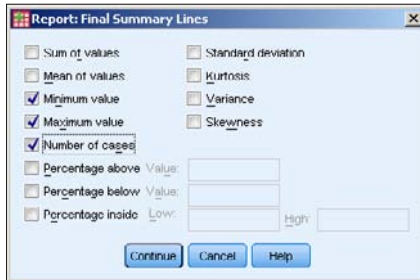 Report: Final Summary Lines
Sum of values
Standard deviation
Mean of values
Kurtosis
Minimum value
Variance
Maximum value
Skewness
Number of cases
Percentage above Value:
Percentage below Value:
Percentage inside Low: High:
Continue Cancel Help